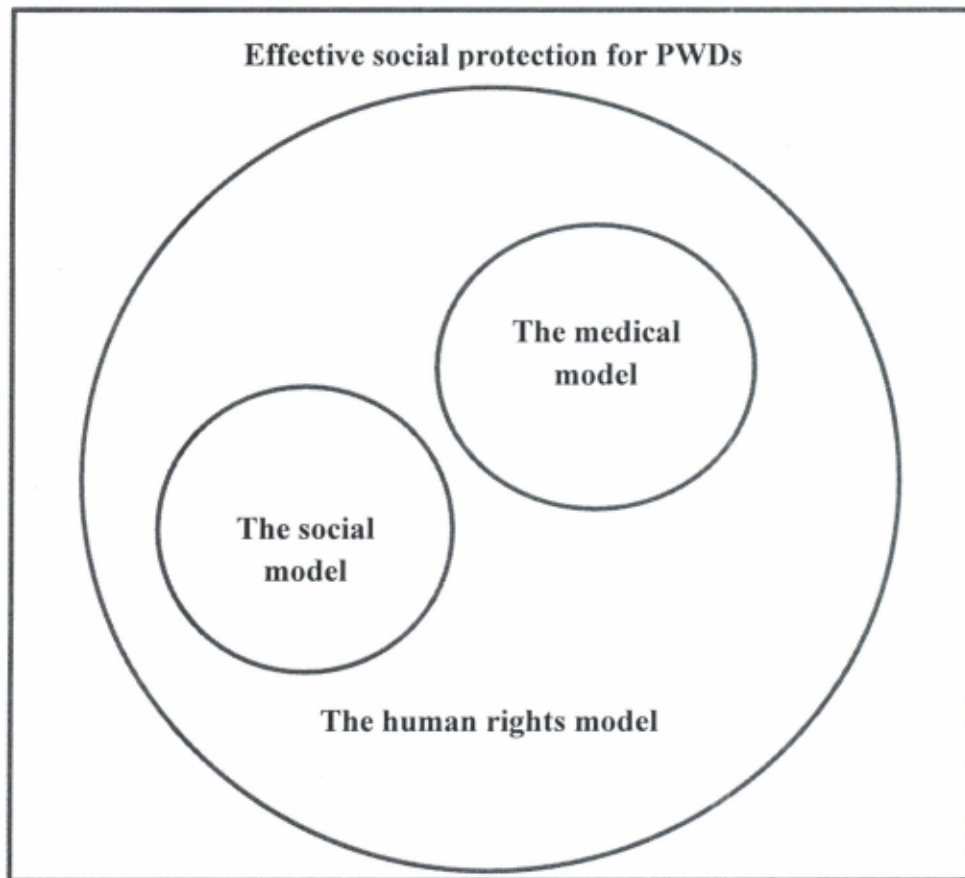 Effective social protection for PWDs
The medical
model
The social
model
The human rights model